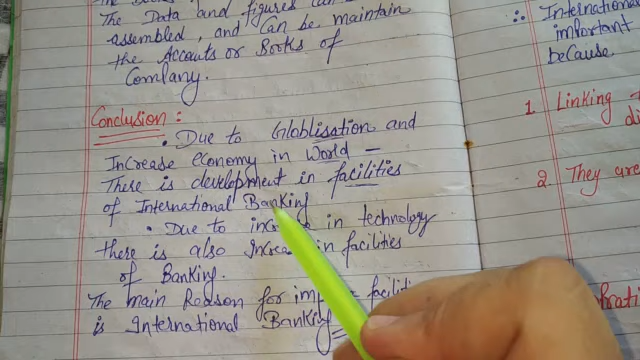 The Data and figures can
assembled, and can be maintain
the Accouts or Books of
Company.
Conclusion:
• Due to Globlisation and
Increase economy in World -
There is development in facilities
of International Banking
• Due to in technology
there is also in facilities
of Banking.
The main Reason for
is International Banking
Internationa
important
because
1. Linking
di
2. They are